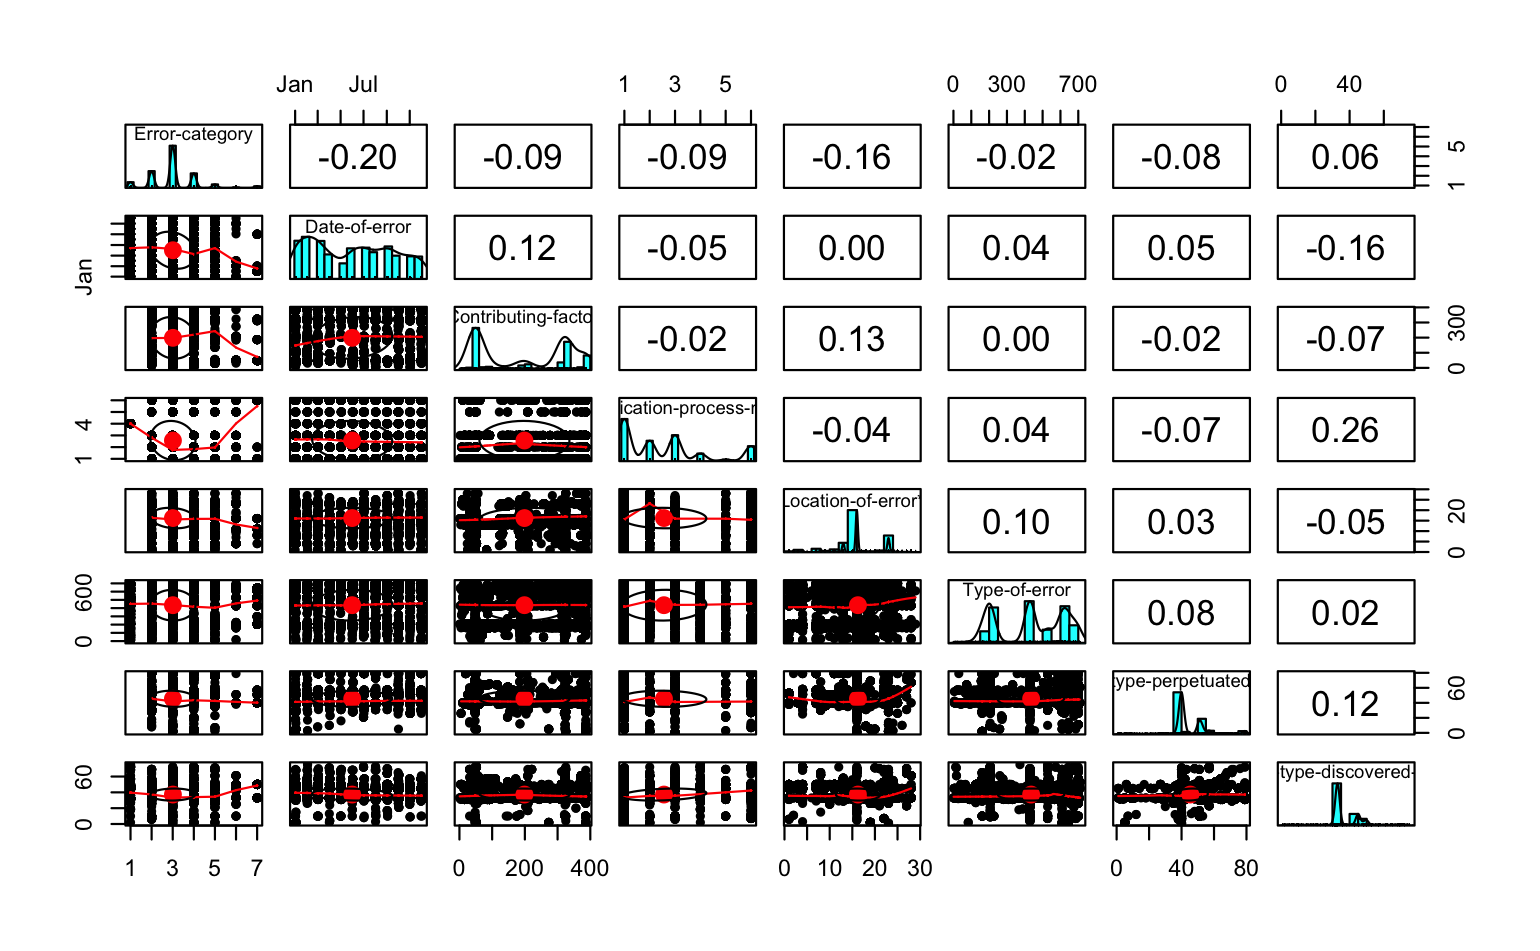 Jan Jul 1 3 5 0 300 700 0 40
Error-category -0.20 -0.09 -0.09 -0.16 -0.02 -0.08 0.06 1 5
Jan Date-of-error 0.12 -0.05 0.00 0.04 0.05 -0.16
Contributing-facto -0.02 0.13 0.00 -0.02 -0.07 0 300
1 4 ication-process-r -0.04 0.04 -0.07 0.26
Location-of-error 0.10 0.03 -0.05 0 20
0 600 Type-of-error 0.08 0.02
ype-perpetuated 0.12 0 60
0 60 type-discovered-
1 3 5 7 0 200 400 0 10 20 30 0 40 80